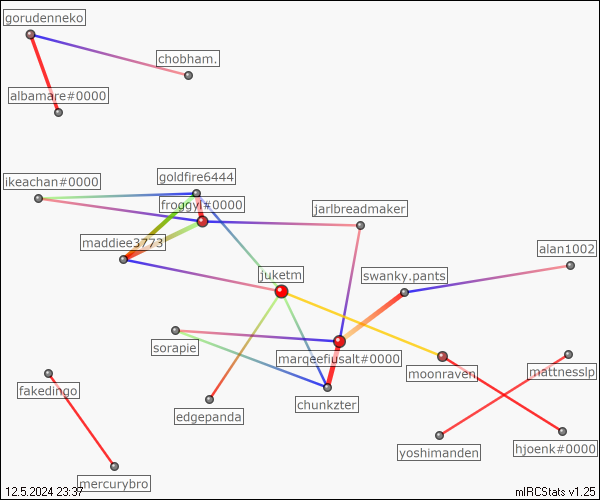 gorudenneko
chobham.
albamare#0000
goldfire6444
ikeachan#0000
froggyi#0000
jarlbreadmaker
maddiee3773
alan1002
juketm
swanky.pants
sorapie
marqeefiusalt#0000
moonraven.
mattnesslp
fakedingo
chunkzter
edgepanda
yoshimanden
hjoenk#0000
mercurybro
12.5.2024 23:37
mIRCStats v1.25